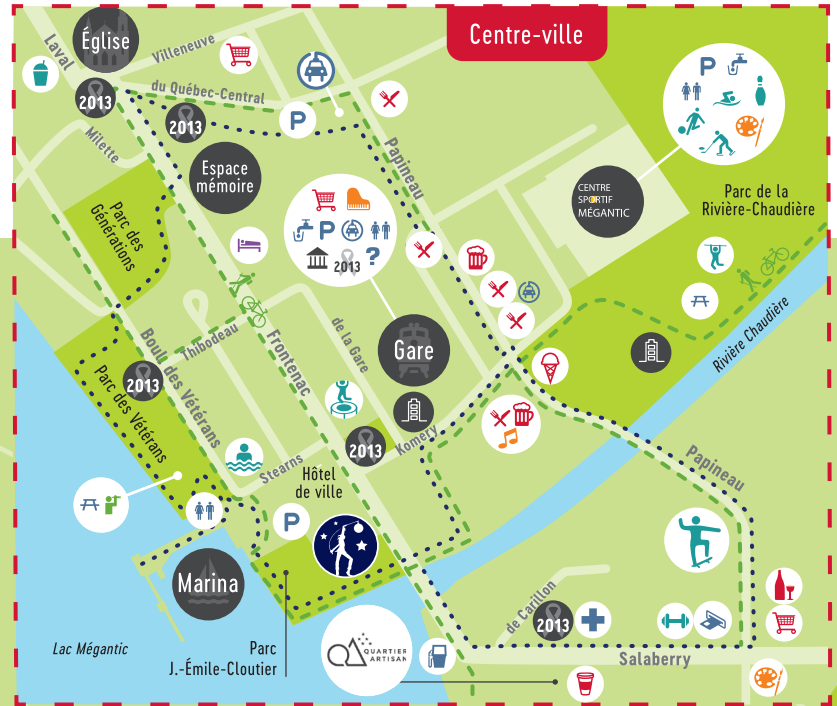 Centre-ville
Église
Laval
Villeneuve
du Québec-Central
2013
P
2013
Milette
Espace
mémoire
Papineau
P
CENTRE
SPORTIF
MÉGANTIC
Parc de la
Rivière-Chaudière
Parc des
Générations
P
2013
?
Rivière Chaudière
Boul. des Vétérans
Thibodeau
Frontenac
de la Gare
Gare
2013
Parc des Vétérans
2013
Komery
Stearns
Hôtel
de ville
P
Papineau
Marina
de Carillon
2013
Lac Mégantic
Parc
J.-Émile-Cloutier
QUARTIER
ARTISAN
Salaberry